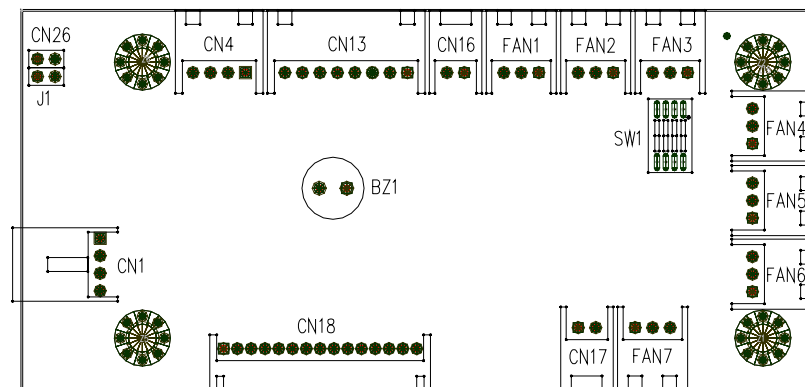 CN26
CN4
CN13
CN16
FAN1
FAN2
FAN3
J1
FAN4
SW1
BZ1
FAN5
CN1
FAN6
CN18
CN17
FAN7